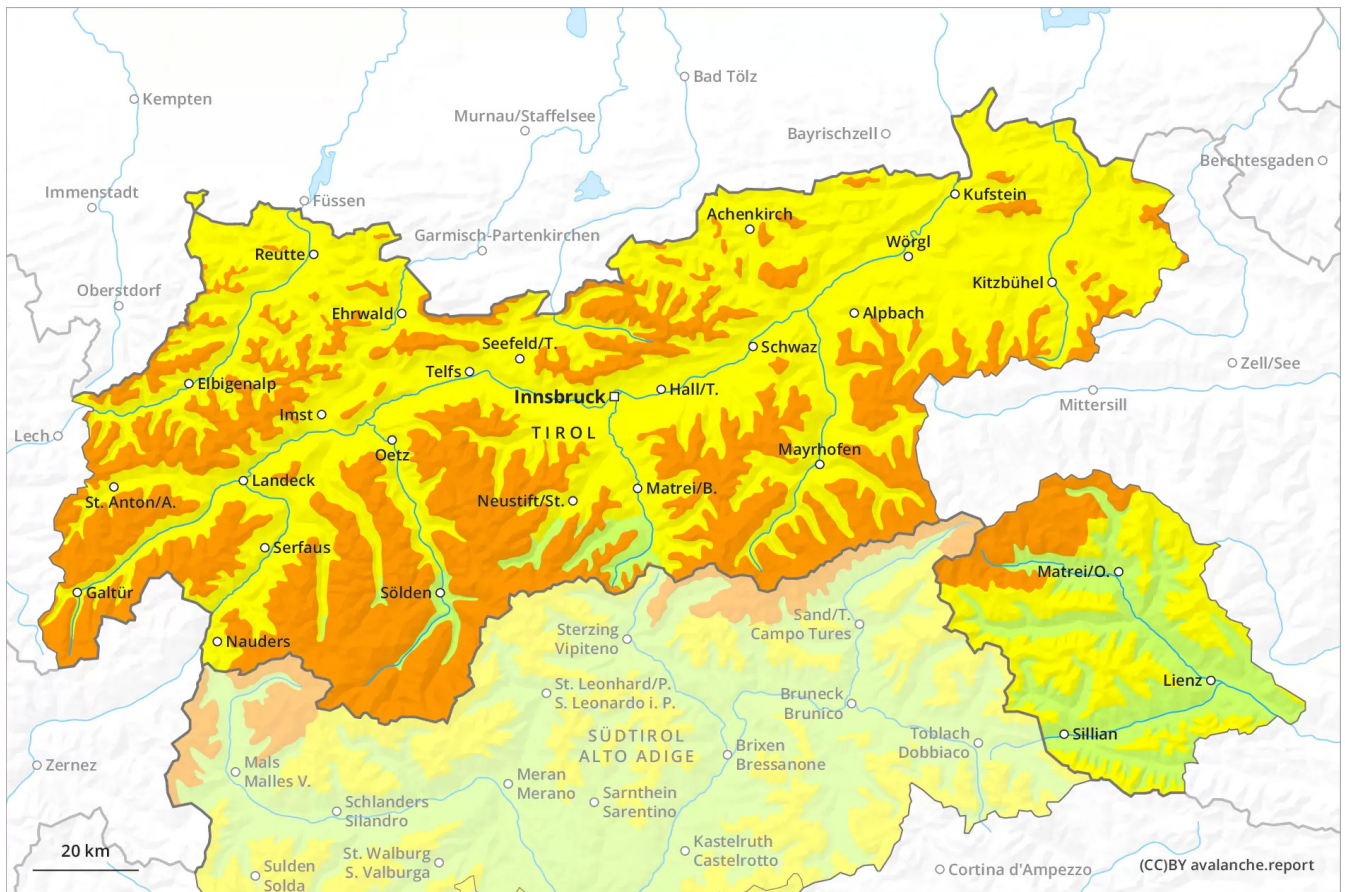 Bad Tölz
Kempten
Murnau/Staffelsee
Bayrischzell
Berchtesgaden
Immenstadt
Füssen
Kufstein
Achenkirch
Garmisch-Partenkirchen
Wörgl
Reutte
Oberstdorf
Kitzbühel
Ehrwald
Alpbach
Seefeld/T.
Schwaz
Zell/See
Telfs
Elbigenalp
Hall/T.
Innsbruck
Mittersill
Imst
TIROL
Lech
Oetz
Mayrhofen
Landeck
Matrei/B.
St. Anton/A.
Neustift/St.
Serfaus
Matrei/O.
Galtür
Sölden
Sand/T.
Campo Tures
Sterzing
Vipiteno
Nauders
Lienz
St. Leonhard/P.
S. Leonardo i. P.
Bruneck
Brunico
Sillian
Toblach
Dobbiaco
SÜDTIROL
ALTO ADIGE
Brixen
Bressanone
Zernez
Mals
Malles V.
Meran
Merano
Sarnthein
Sarentino
Schlanders
Silandro
Kastelruth
Castelrotto
20 km
St. Walburg
S. Valburga
Sulden
Solda
Cortina d'Ampezzo
(CC)BY avalanche.report